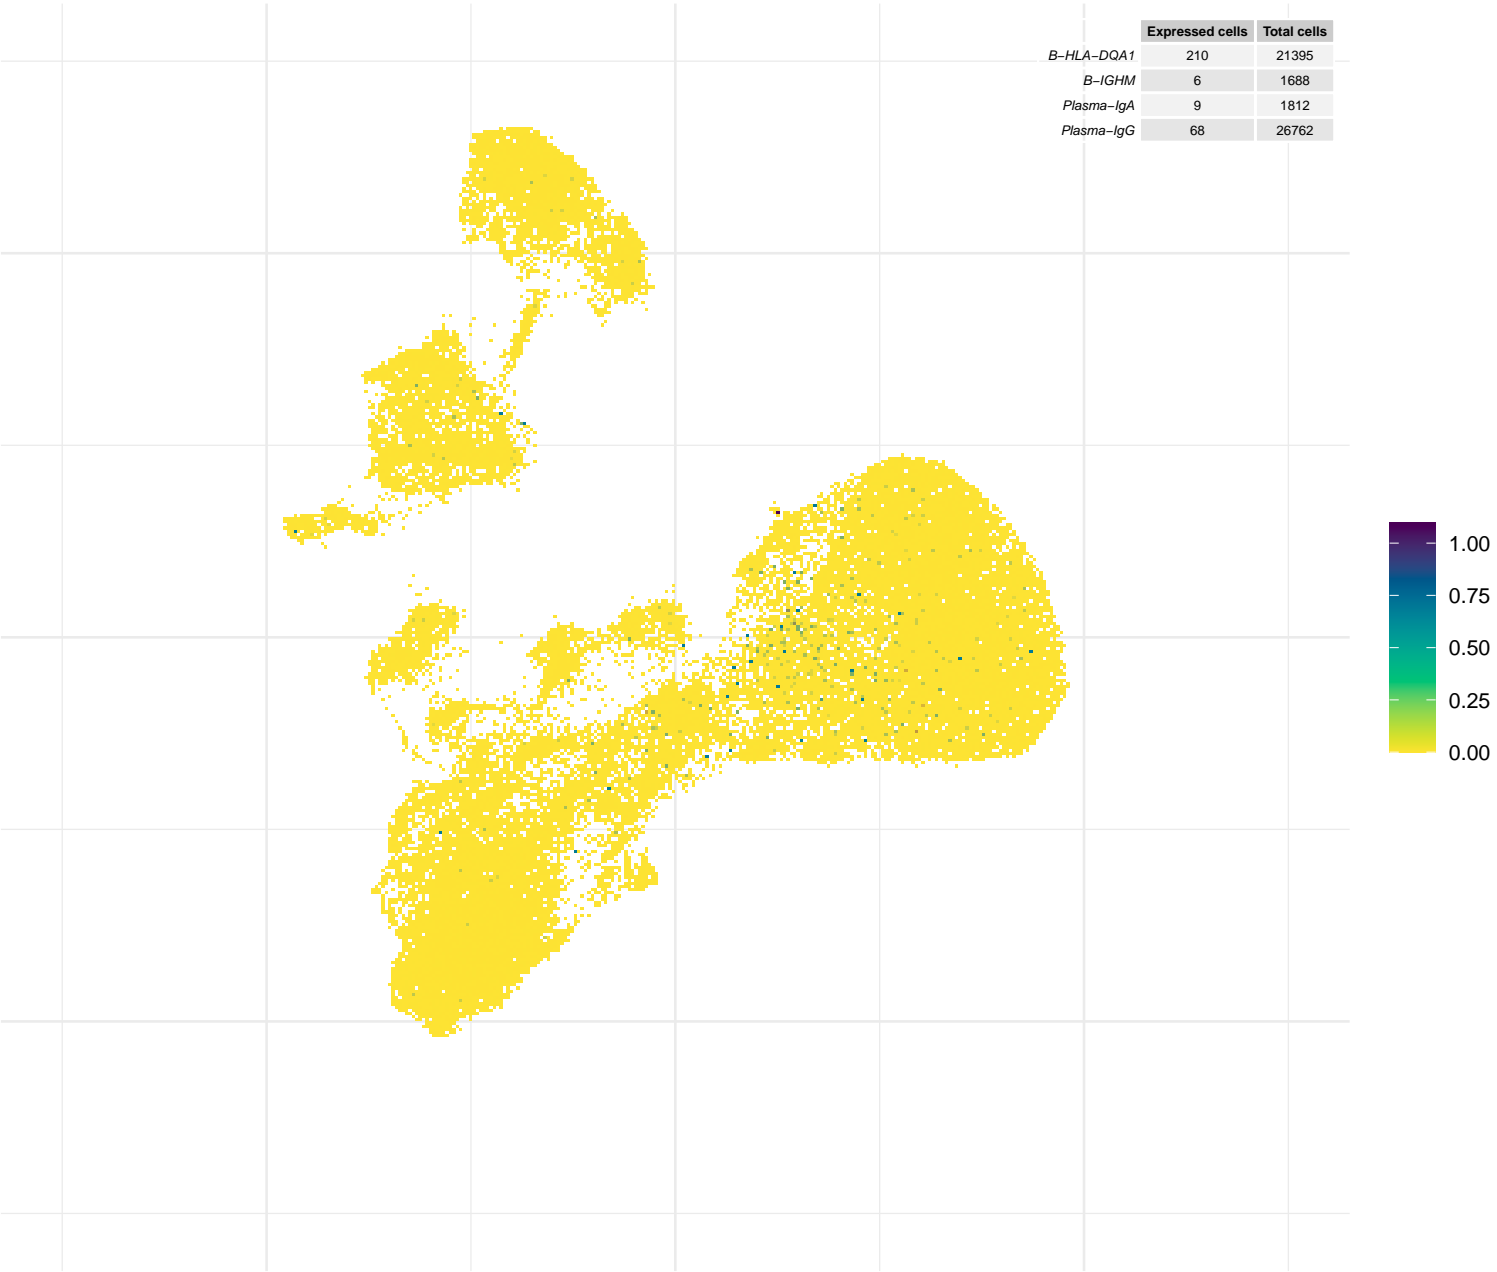 Expressed cells Total cells
B−HLA−DQA1 210 21395
B−IGHM 6 1688
Plasma−IgA 9 1812
Plasma−IgG 68 26762
1.00
0.75
0.50
0.25
0.00